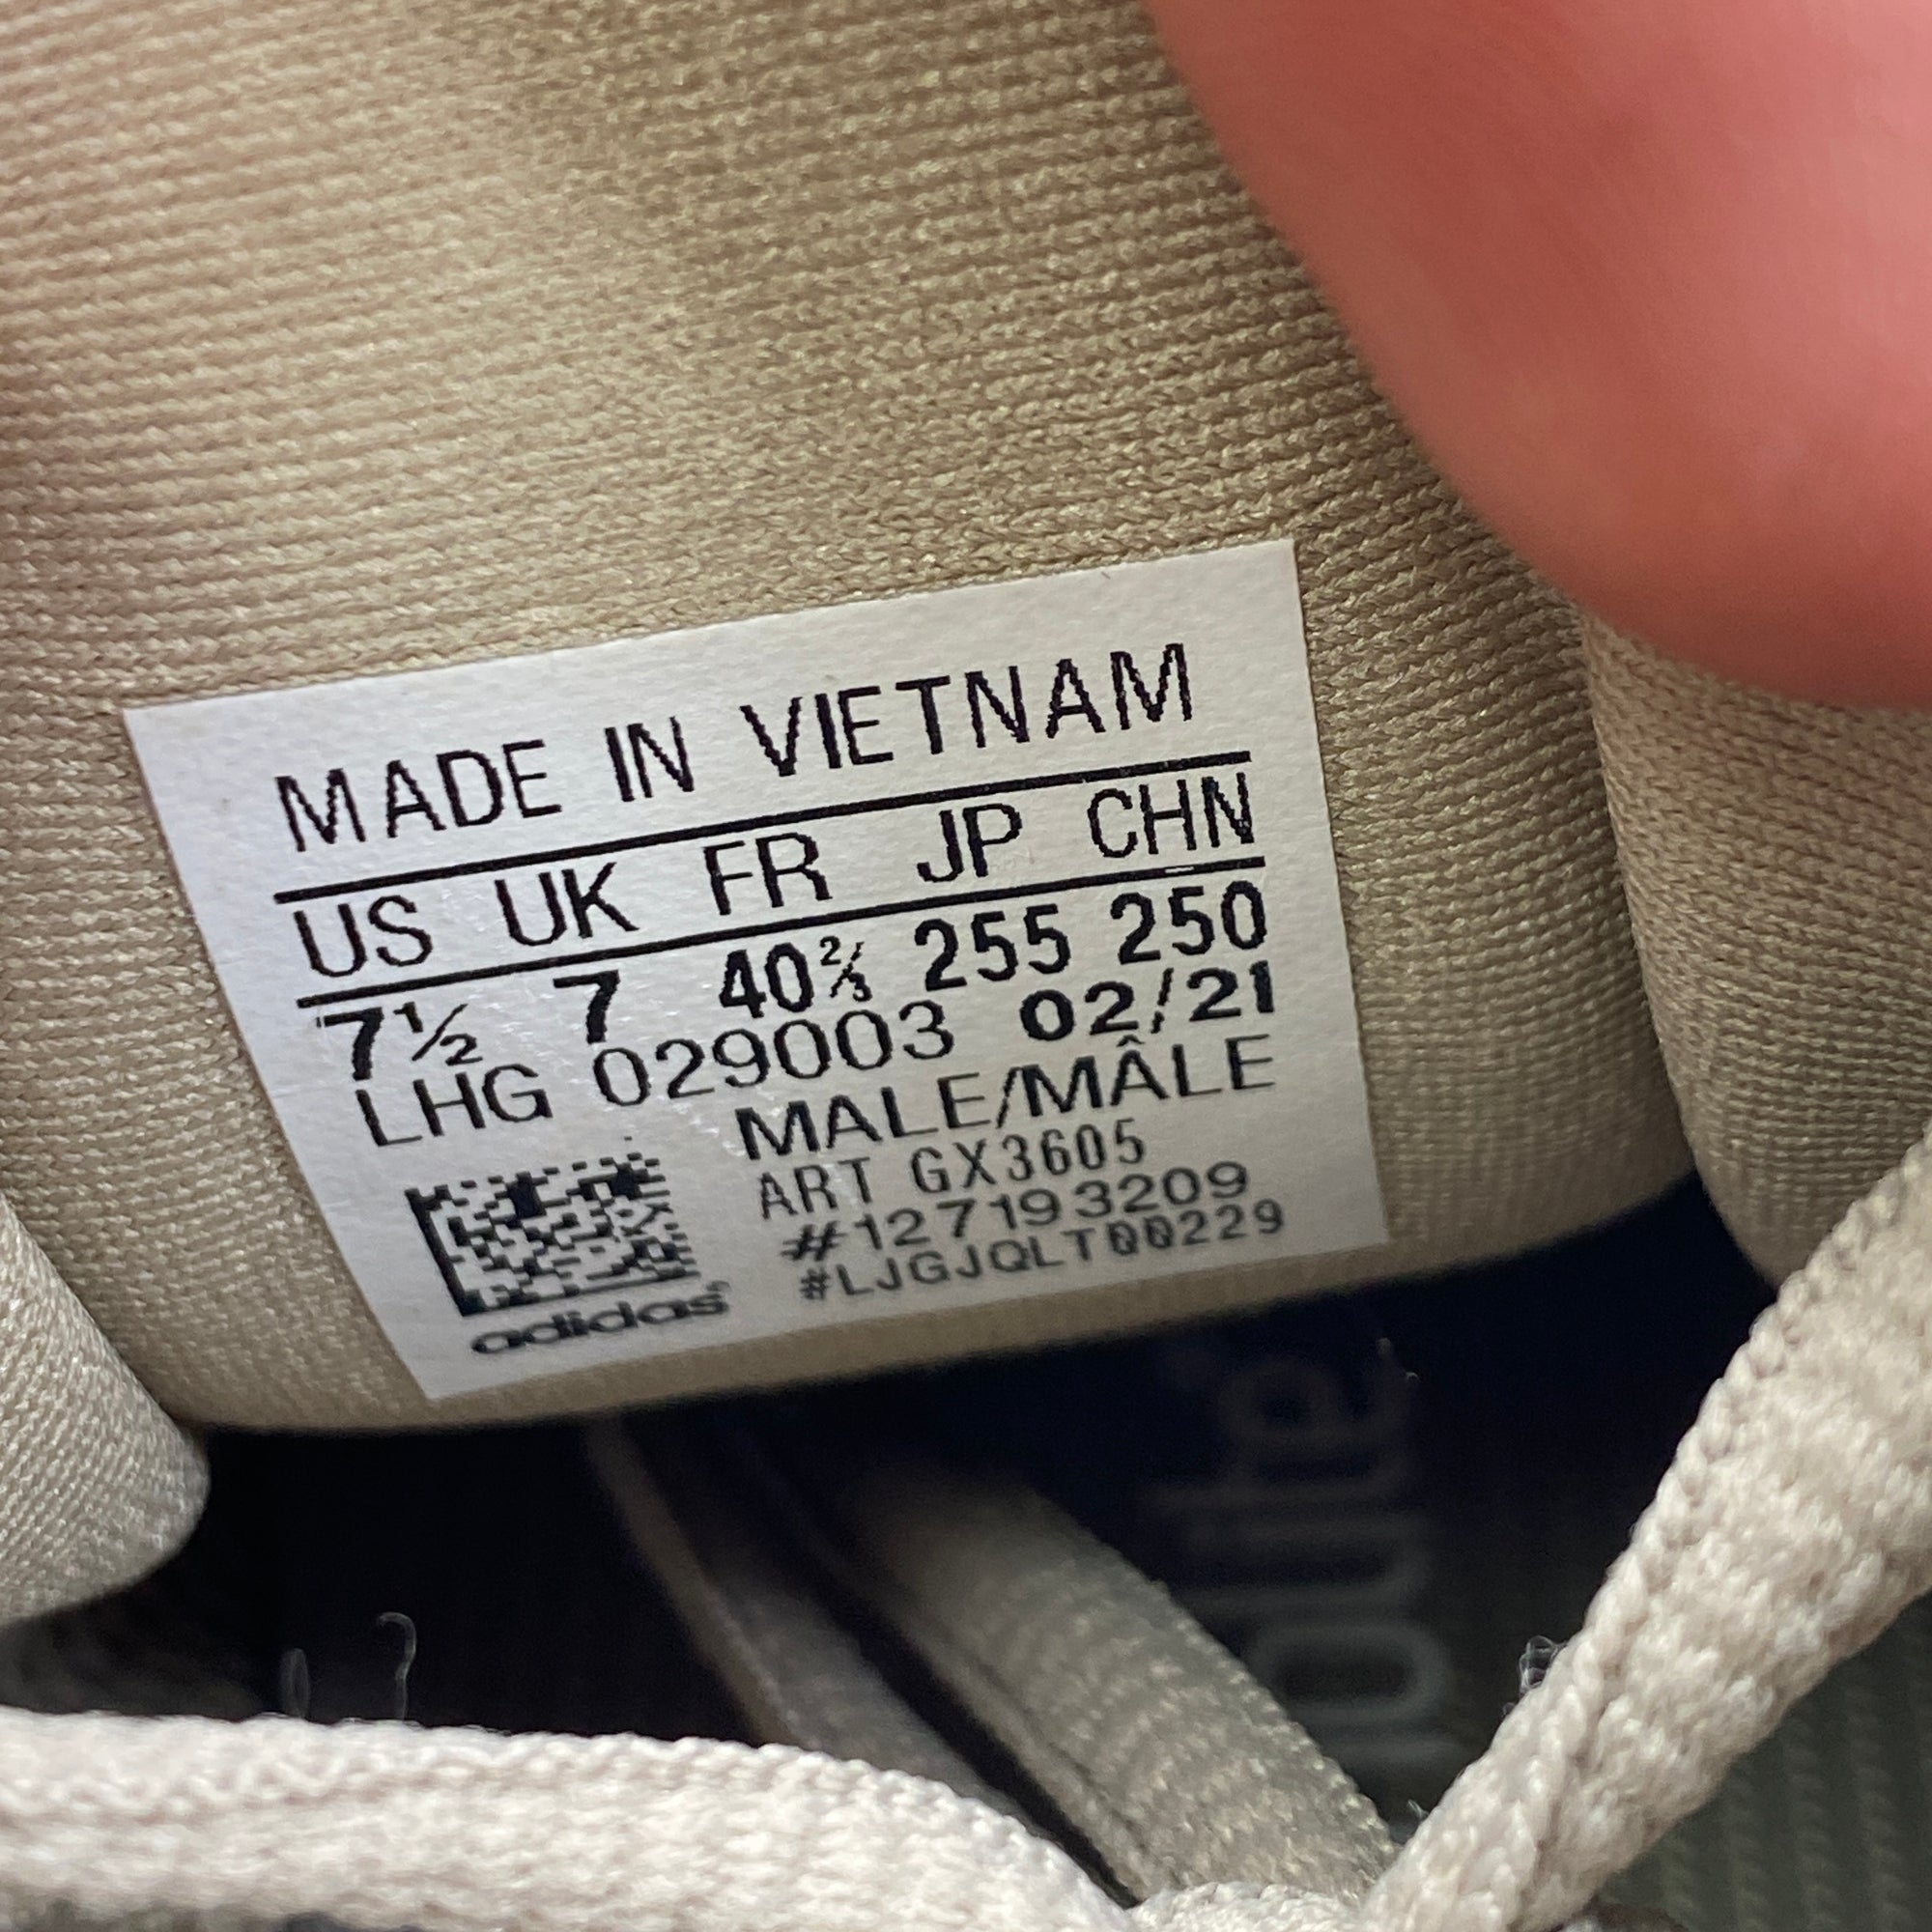 MADE IN VIETNAM
US UK FR JP CHN
7½ 7 40⅔ 255 250
LHG 029003 02/21
MALE/MÂLE
ART GX3605
#127193209
#LJGJQLT00229
adidas